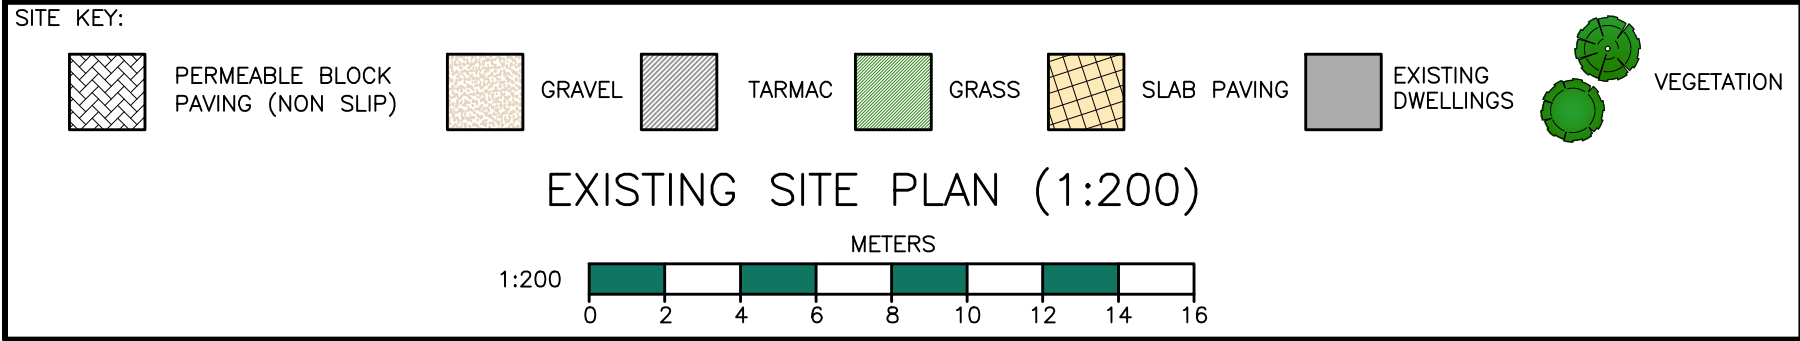 SITE KEY:
PERMEABLE BLOCK
PAVING (NON SLIP)
GRAVEL
TARMAC
GRASS
SLAB PAVING
EXISTING
DWELLINGS
VEGETATION
EXISTING SITE PLAN (1:200)
METERS
1:200
0 2 4 6 8 10 12 14 16